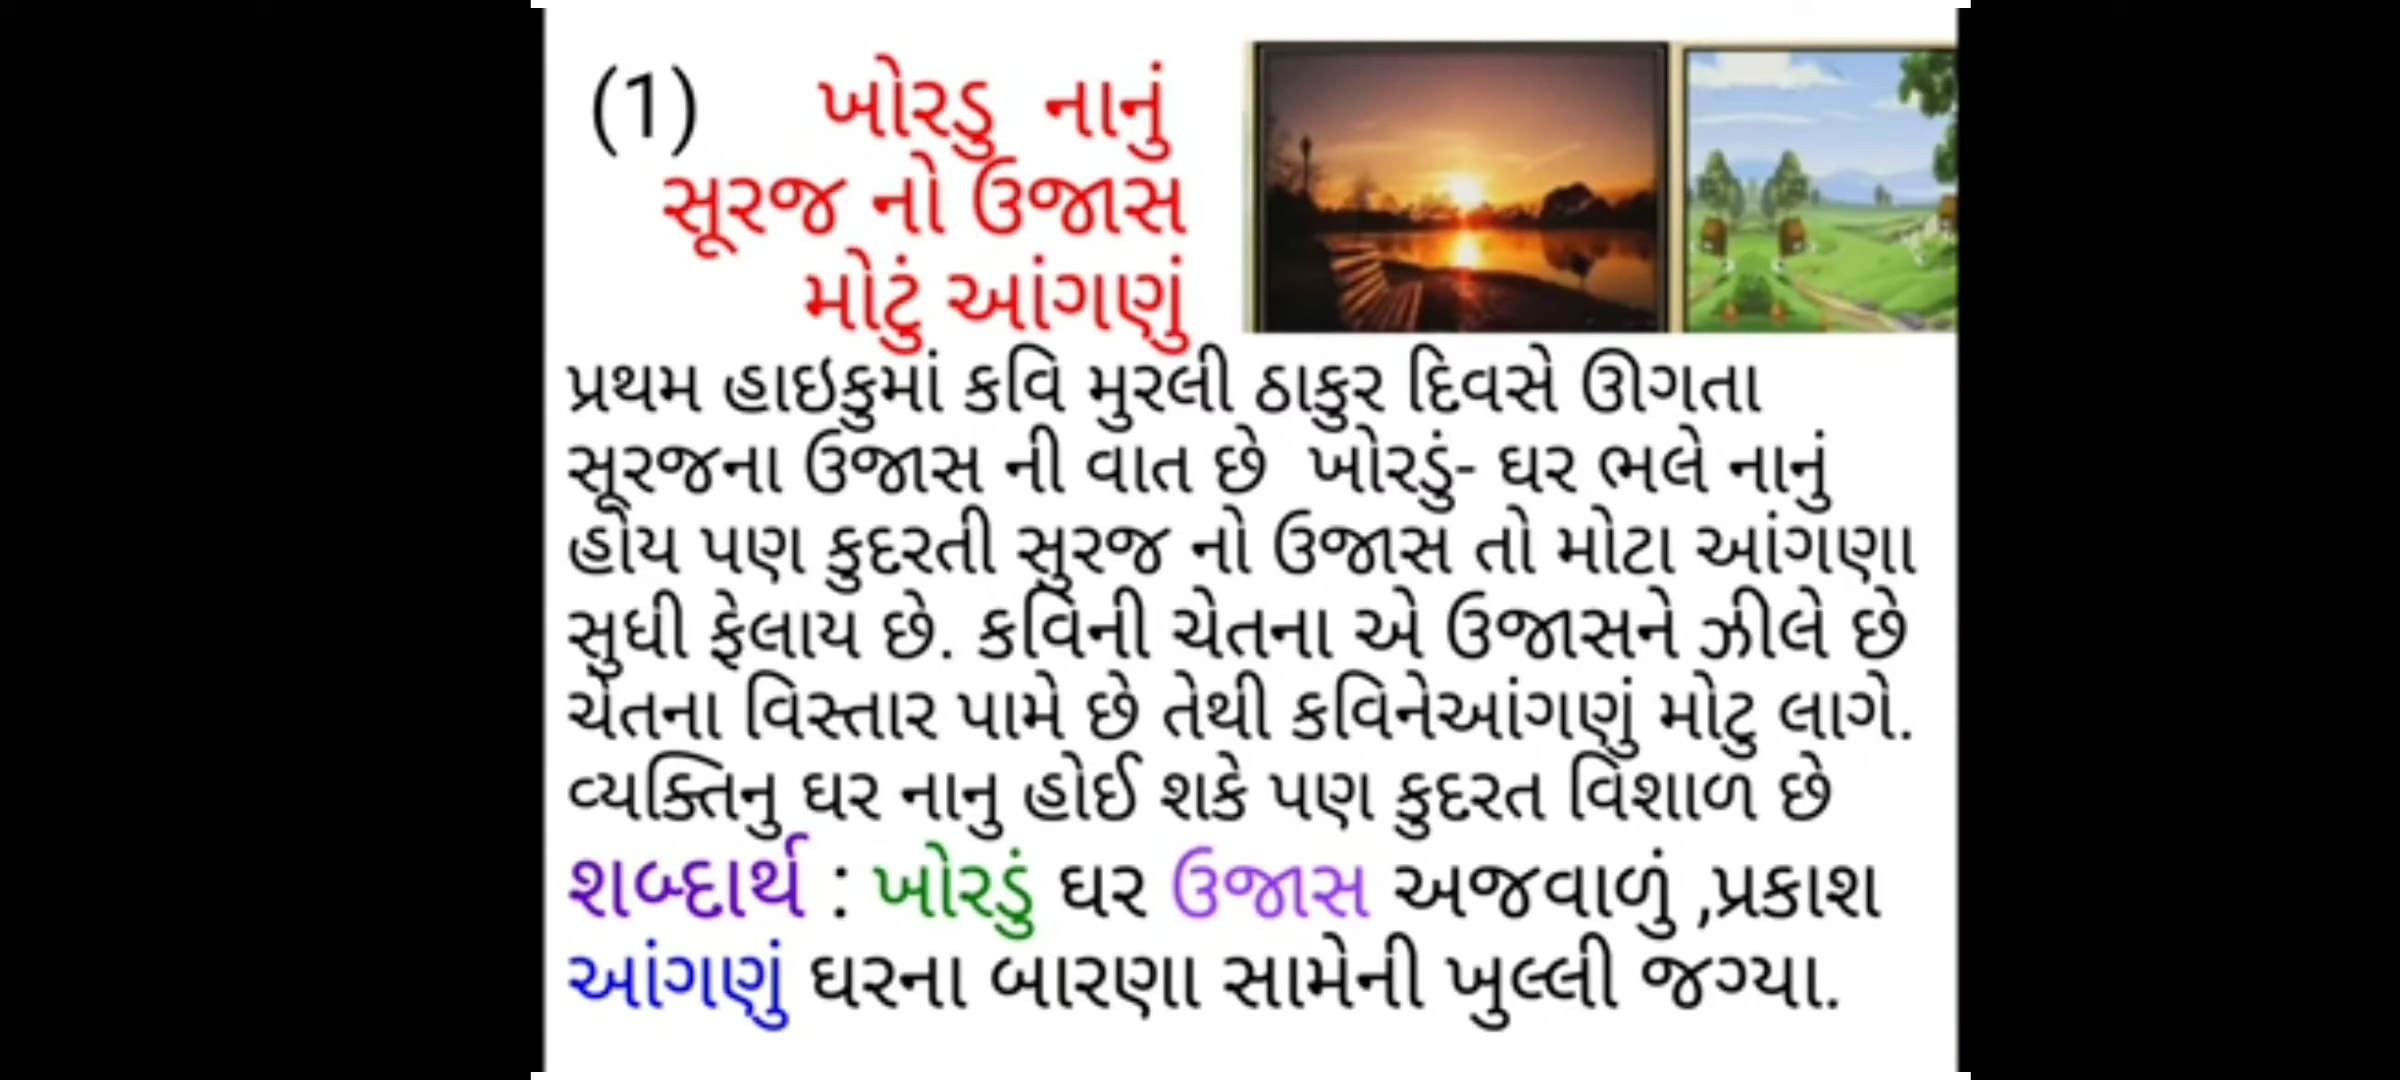 (1) ખોરડુ નાનું
સૂરજ નો ઉજાસ
મોટું આંગણું
પ્રથમ હાઇકુમાં કવિ મુરલી ઠાકુર દિવસે ઊગતા
સૂરજના ઉજાસ ની વાત છે ખોરડું- ઘર ભલે નાનું
હોય પણ કુદરતી સુરજ નો ઉજાસ તો મોટા આંગણા
સુધી ફેલાય છે. કવિની ચેતના એ ઉજાસને ઝીલે છે
ચેતના વિસ્તાર પામે છે તેથી કવિનેઆંગણું મોટુ લાગે.
વ્યક્તિનુ ઘર નાનુ હોઈ શકે પણ કુદરત વિશાળ છે
શબ્દાર્થ : ખોરડું ઘર ઉજાસ અજવાળું ,પ્રકાશ
આંગણું ઘરના બારણા સામેની ખુલ્લી જગ્યા.